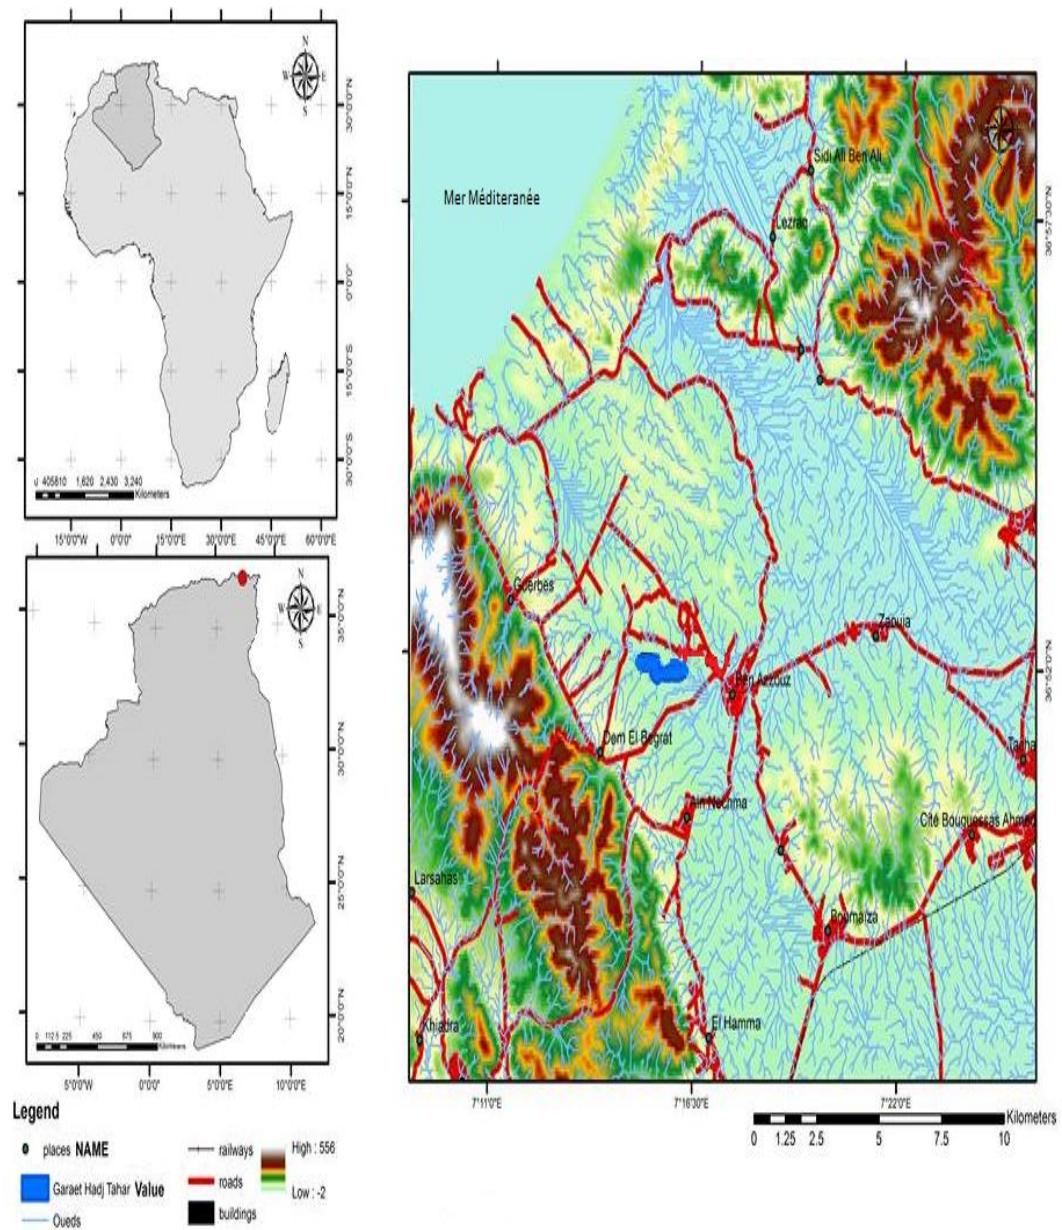 N
W E
S
30°0'0"N
15°0'0"N
0°0'0"
15°0'0"S
30°0'0"S
0 405810 1,620 2,430 3,240
Kilometers
15°0'0"W 0°0'0" 15°0'0"E 30°0'0"E 45°0'0"E 60°0'0"E
N
W E
S
35°0'0"N
30°0'0"N
25°0'0"N
20°0'0"N
0 112.5 225 450 675 900
Kilometers
5°0'0"W 0°0'0" 5°0'0"E 10°0'0"E
Mer Méditeranée
Sidi Ali Ben Ali
Lezraq
36°57'30"N
Guerbes
Zaouia
36°52'0"N
Ben Azzouz
Dem El Begrat
Ain Nechma
Cité Bouguessas Ahmed
Larsahas
Boumaïza
Khiadra
El Hamma
7°11'0"E 7°16'30"E 7°22'0"E
Kilometers
0 1.25 2.5 5 7.5 10
Legend
places NAME
Garaet Hadj Tahar Value
Oueds
railways
roads
buildings
High : 556
Low : -2